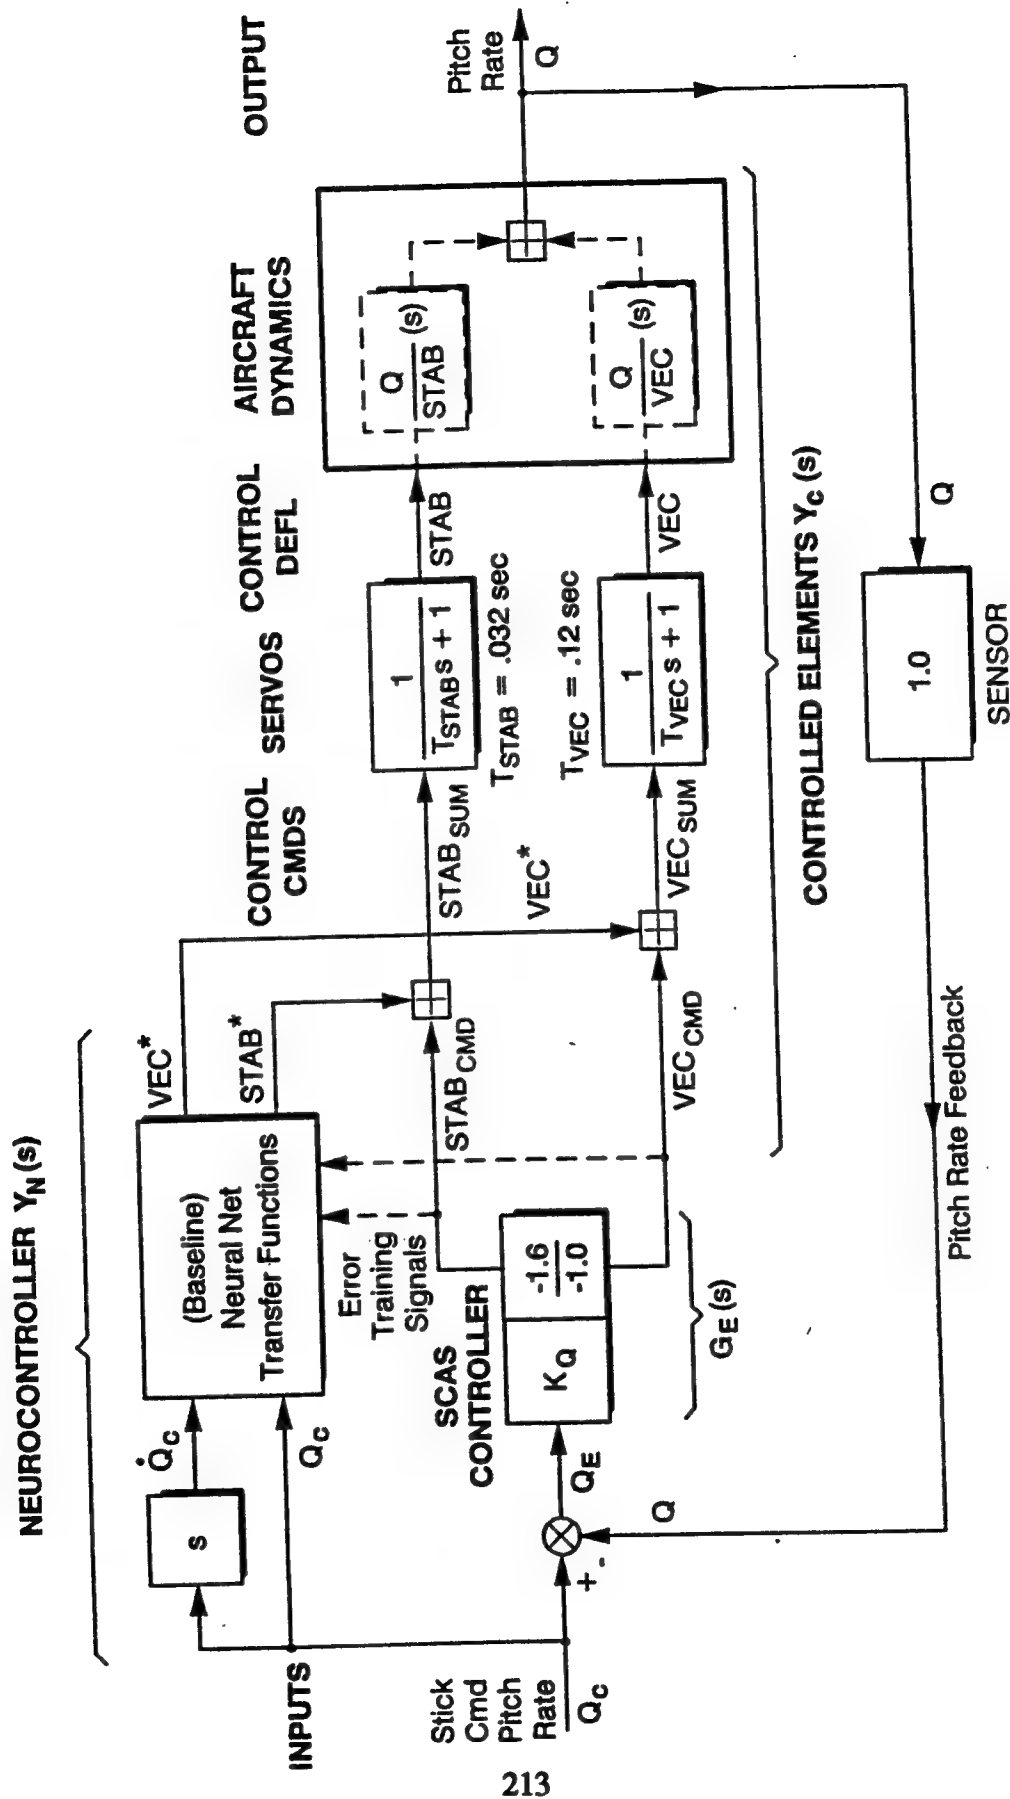 NEUROCONTROLLER Y_N (s)
INPUTS
Stick
Cmd
Pitch
Rate
Q_C
s
Q̇_C
Q_C
(Baseline)
Neural Net
Transfer Functions
VEC*
STAB*
Error
Training
Signals
SCAS
CONTROLLER
+
-
Q_E
Q
K_Q
-1.6
-1.0
G_E (s)
STAB_CMD
VEC_CMD
CONTROL
CMDS
STAB_SUM
VEC*
VEC_SUM
SERVOS
1
T_STAB s + 1
T_STAB = .032 sec
T_VEC = .12 sec
1
T_VEC s + 1
CONTROL
DEFL
STAB
VEC
AIRCRAFT
DYNAMICS
Q
STAB
(s)
Q
VEC
(s)
OUTPUT
Pitch
Rate
Q
CONTROLLED ELEMENTS Y_C (s)
Q
1.0
SENSOR
Pitch Rate Feedback
213